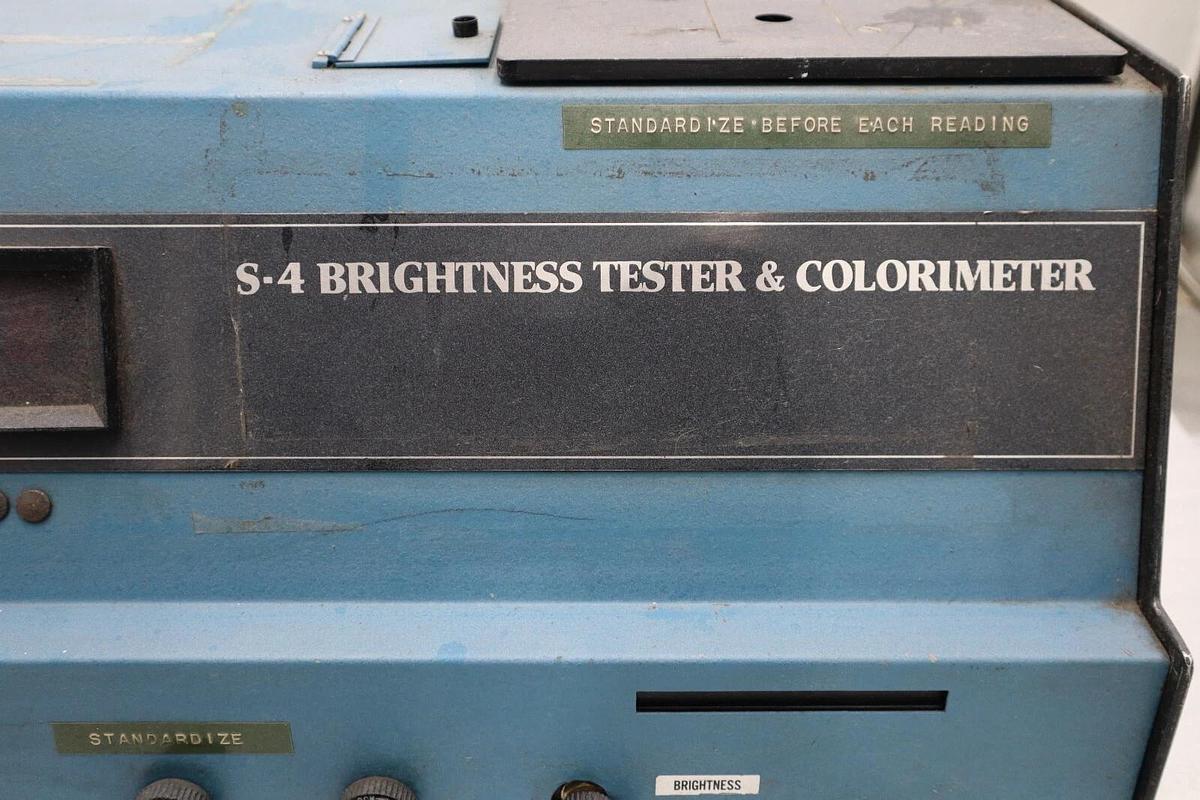 STANDARDIZE BEFORE EACH READING
S-4 BRIGHTNESS TESTER & COLORIMETER
STANDARDIZE
BRIGHTNESS